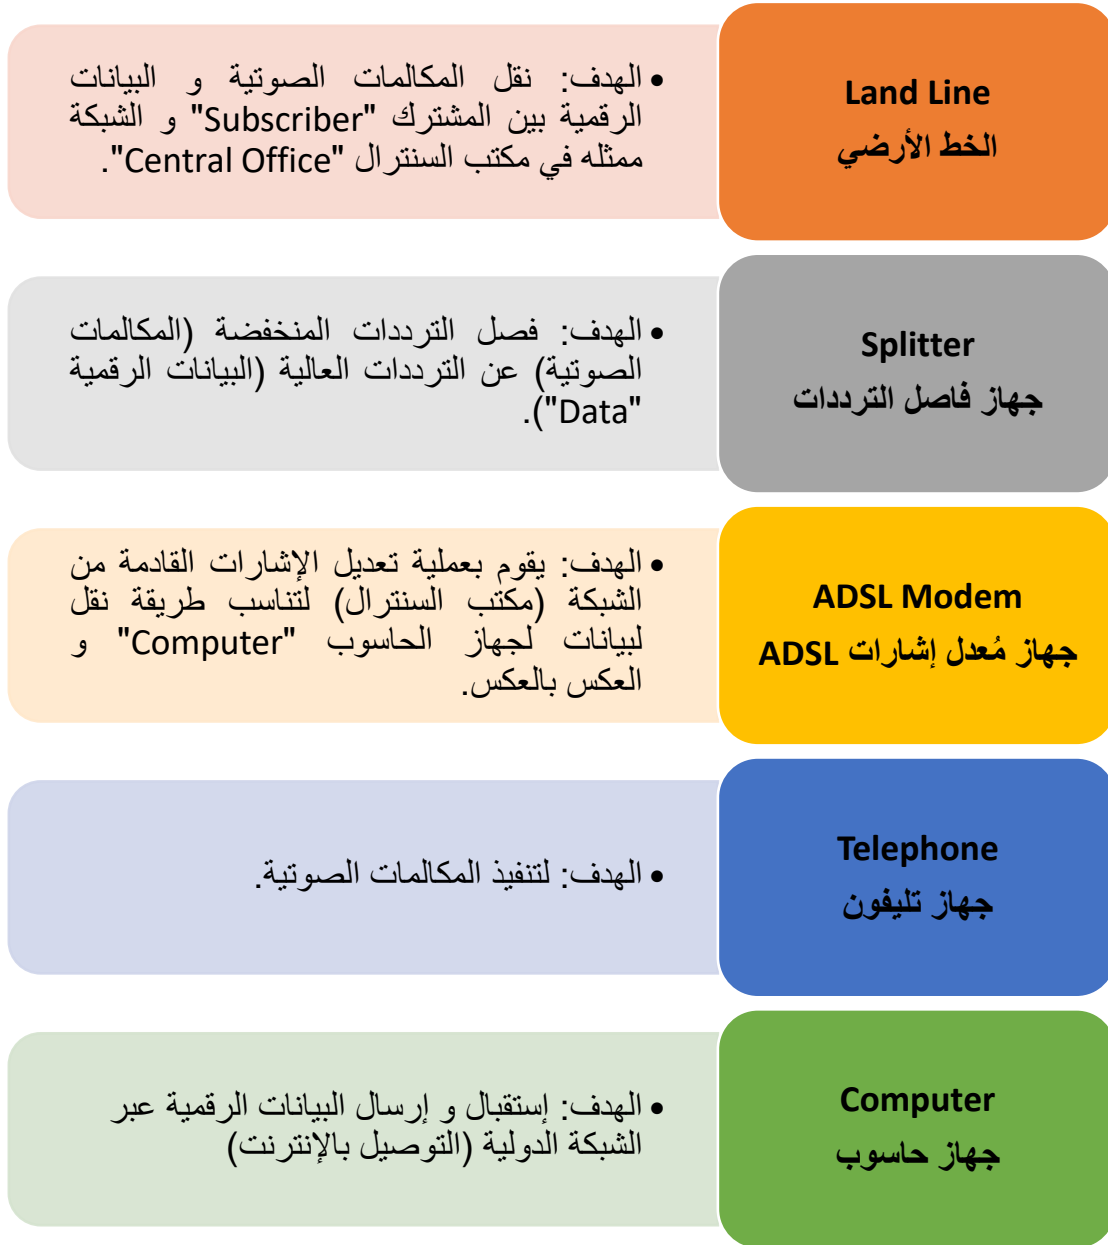 Land Line
الخط الأرضي
• الهدف: نقل المكالمات الصوتية و البيانات
الرقمية بين المشترك "Subscriber" و الشبكة
ممثله في مكتب السنترال "Central Office".
Splitter
جهاز فاصل الترددات
• الهدف: فصل الترددات المنخفضة (المكالمات
الصوتية) عن الترددات العالية (البيانات الرقمية
"Data").
ADSL Modem
جهاز مُعدل إشارات ADSL
• الهدف: يقوم بعملية تعديل الإشارات القادمة من
الشبكة (مكتب السنترال) لتناسب طريقة نقل
لبيانات لجهاز الحاسوب "Computer" و
العكس بالعكس.
Telephone
جهاز تليفون
• الهدف: لتنفيذ المكالمات الصوتية.
Computer
جهاز حاسوب
• الهدف: إستقبال و إرسال البيانات الرقمية عبر
الشبكة الدولية (التوصيل بالإنترنت)